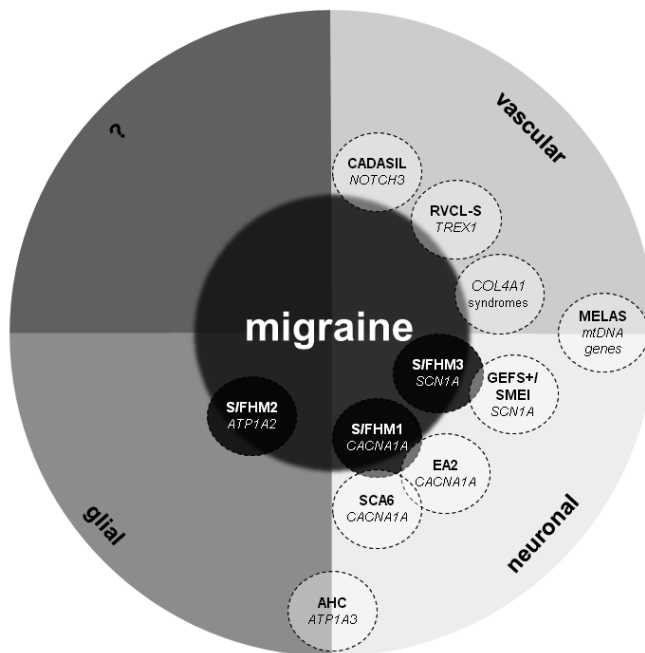 ?
vascular
CADASIL
NOTCH3
RVCL-S
TREX1
COL4A1
syndromes
MELAS
mtDNA
genes
migraine
S/FHM3
SCN1A
GEFS+/
SMEI
SCN1A
S/FHM2
ATP1A2
S/FHM1
CACNA1A
EA2
CACNA1A
SCA6
CACNA1A
glial
neuronal
AHC
ATP1A3